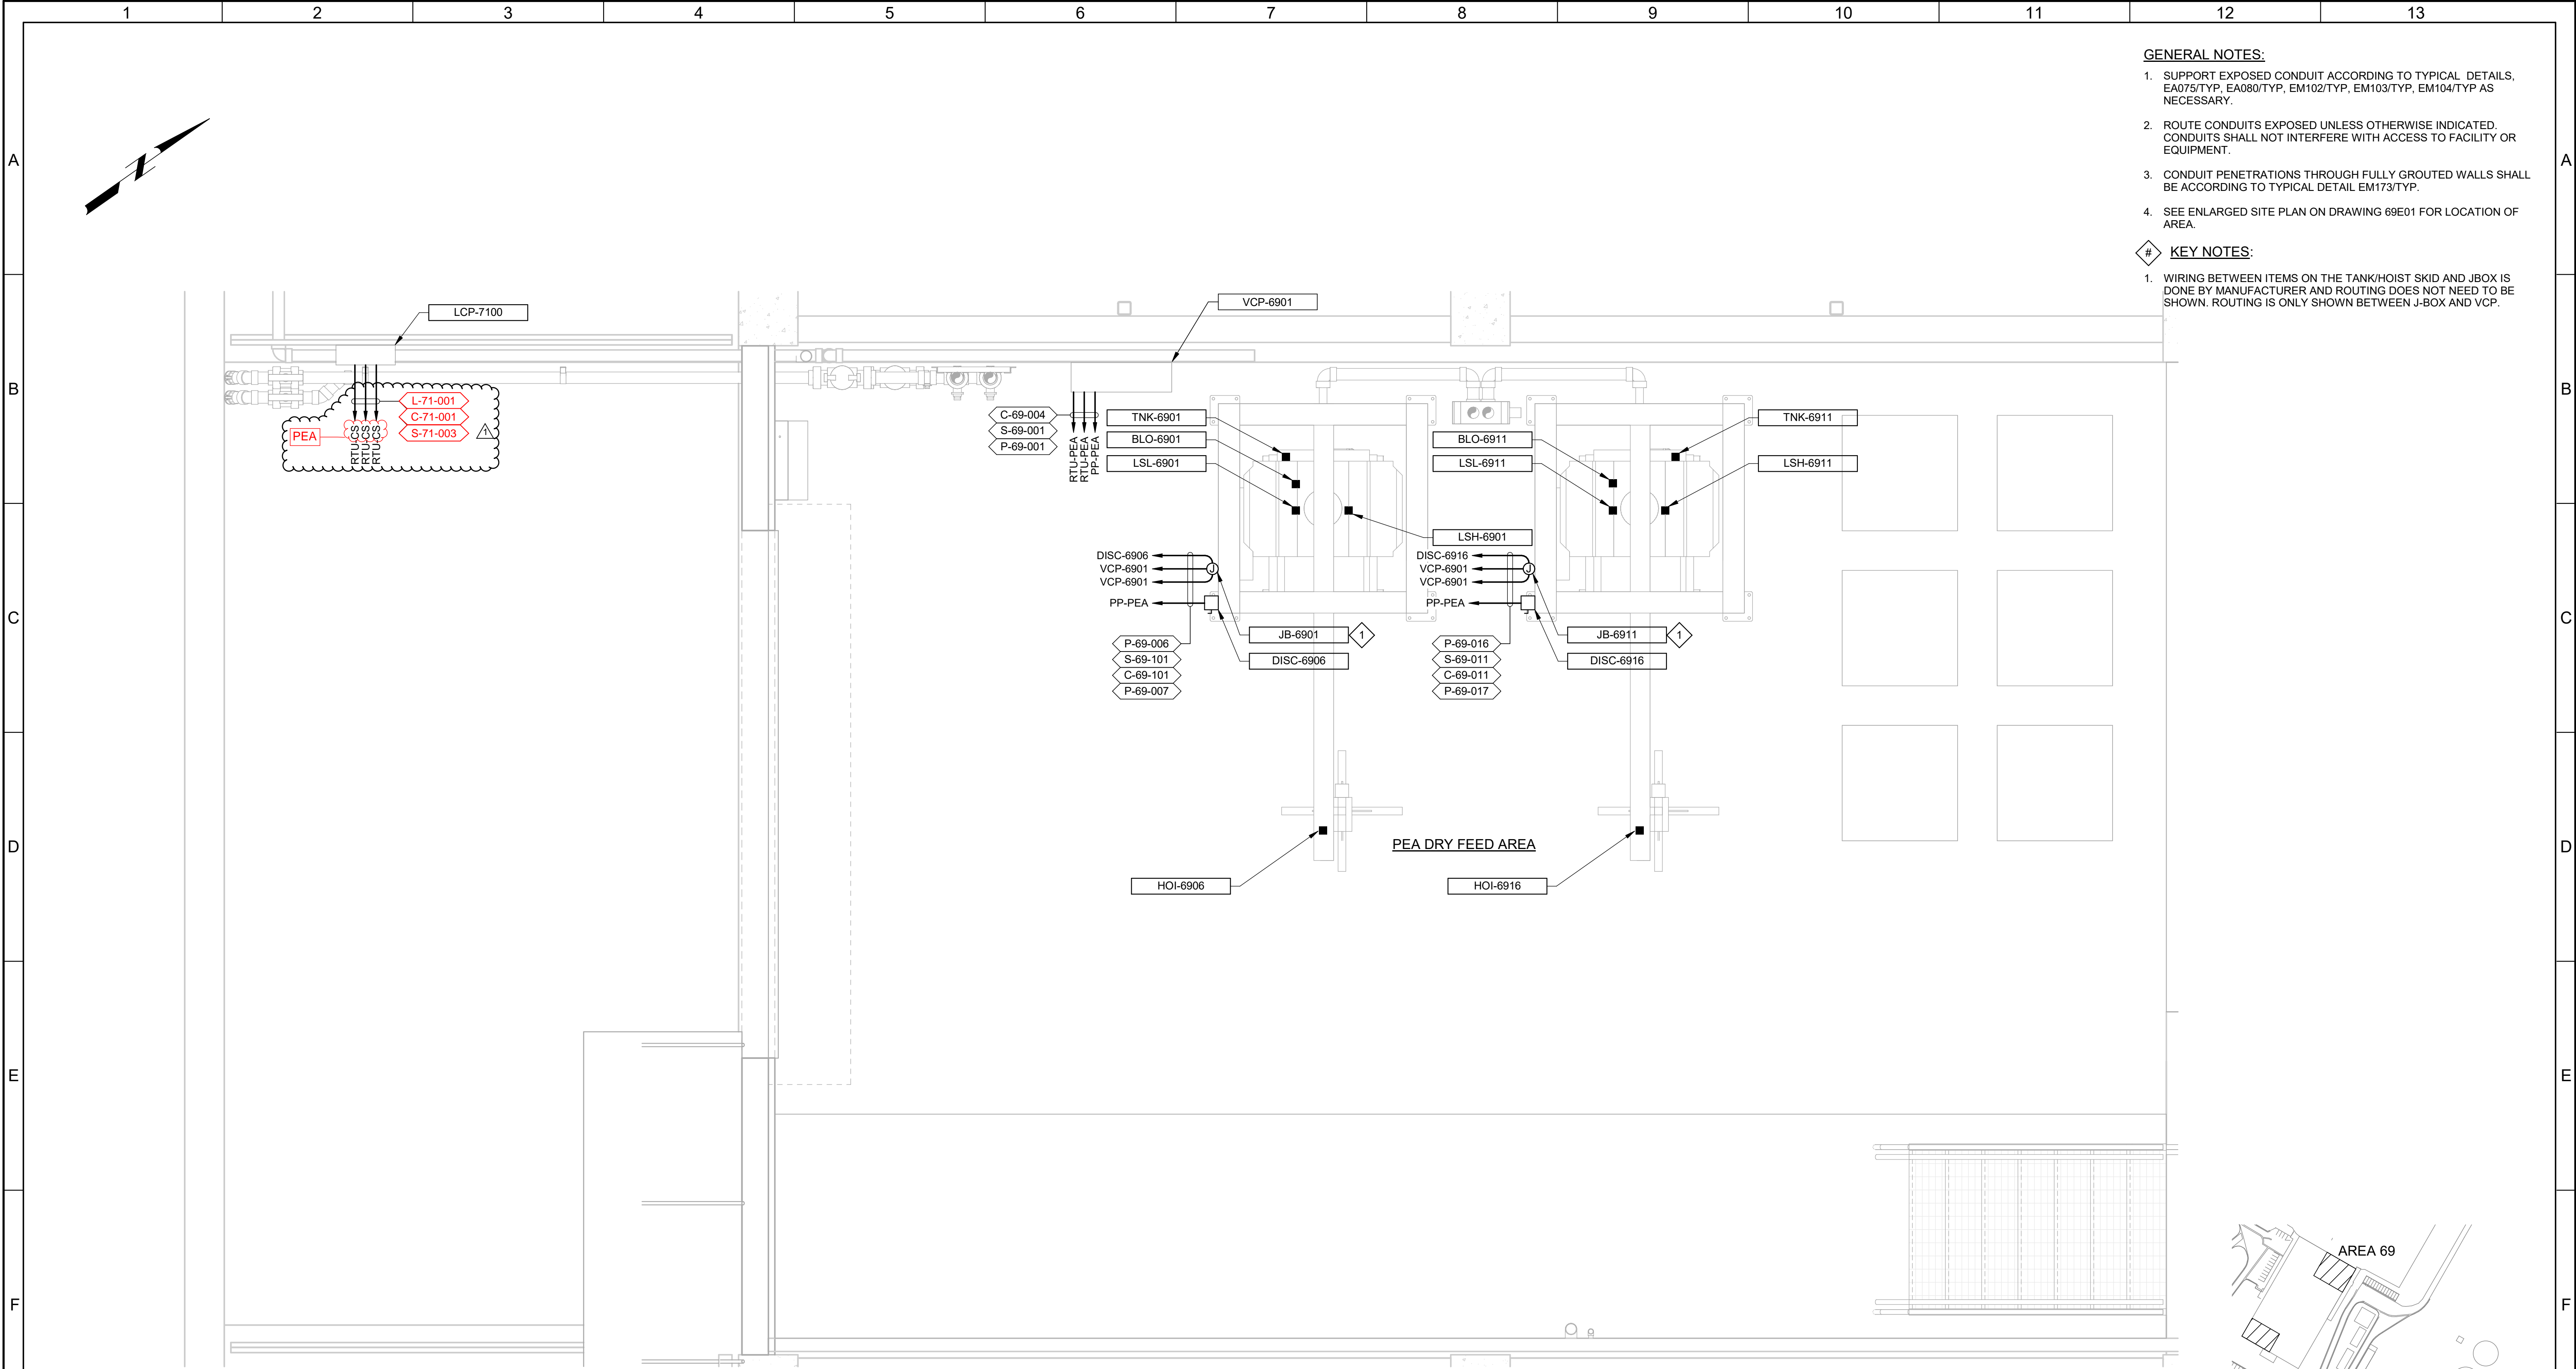 1 2 3 4 5 6 7 8 9 10 11 12 13
GENERAL NOTES:
1. SUPPORT EXPOSED CONDUIT ACCORDING TO TYPICAL DETAILS,
EA075/TYP, EA080/TYP, EM102/TYP, EM103/TYP, EM104/TYP AS
NECESSARY.
2. ROUTE CONDUITS EXPOSED UNLESS OTHERWISE INDICATED.
CONDUITS SHALL NOT INTERFERE WITH ACCESS TO FACILITY OR
EQUIPMENT.
3. CONDUIT PENETRATIONS THROUGH FULLY GROUTED WALLS SHALL
BE ACCORDING TO TYPICAL DETAIL EM173/TYP.
4. SEE ENLARGED SITE PLAN ON DRAWING 69E01 FOR LOCATION OF
AREA.
# KEY NOTES:
1. WIRING BETWEEN ITEMS ON THE TANK/HOIST SKID AND JBOX IS
DONE BY MANUFACTURER AND ROUTING DOES NOT NEED TO BE
SHOWN. ROUTING IS ONLY SHOWN BETWEEN J-BOX AND VCP.
A A
Z
B B
LCP-7100
L-71-001
C-71-001
S-71-003
1
PEA
RTU-CS
RTU-CS
RTU-CS
VCP-6901
C-69-004
S-69-001
P-69-001
RTU-PEA
RTU-PEA
PP-PEA
TNK-6901
BLO-6901
LSL-6901
BLO-6911
LSL-6911
TNK-6911
LSH-6911
LSH-6901
C C
DISC-6906
VCP-6901
VCP-6901
PP-PEA
J
P-69-006
S-69-101
C-69-101
P-69-007
JB-6901 1
DISC-6906
DISC-6916
VCP-6901
VCP-6901
PP-PEA
J
P-69-016
S-69-011
C-69-011
P-69-017
JB-6911 1
DISC-6916
D D
PEA DRY FEED AREA
HOI-6906
HOI-6916
E E
AREA 69
F F